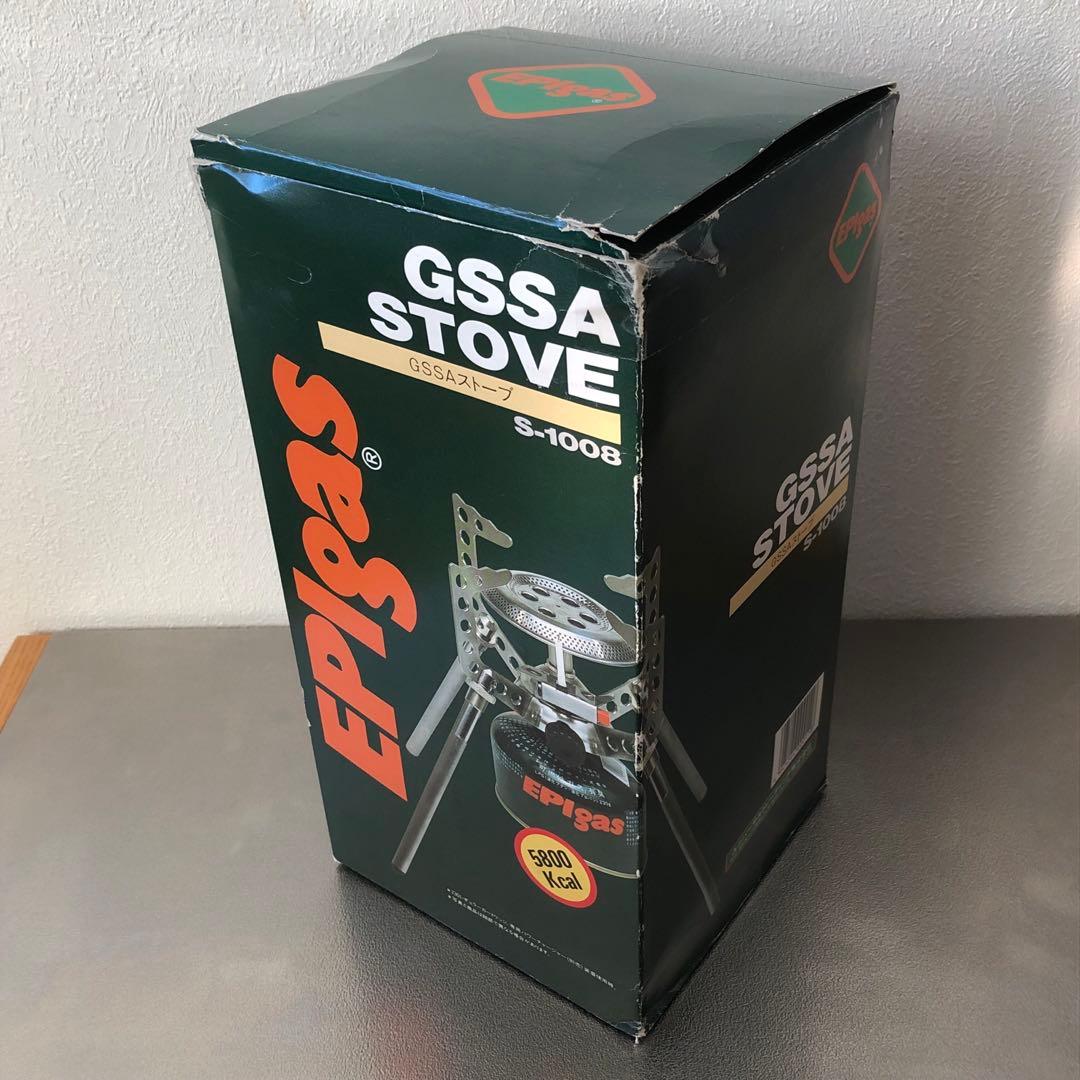 EPIgas®
GSSA
STOVE
GSSAストーブ
S-1008
EPIgas®
EPIgas
5800
Kcal
EPIgas
GSSA
STOVE
GSSAストーブ
S-1008